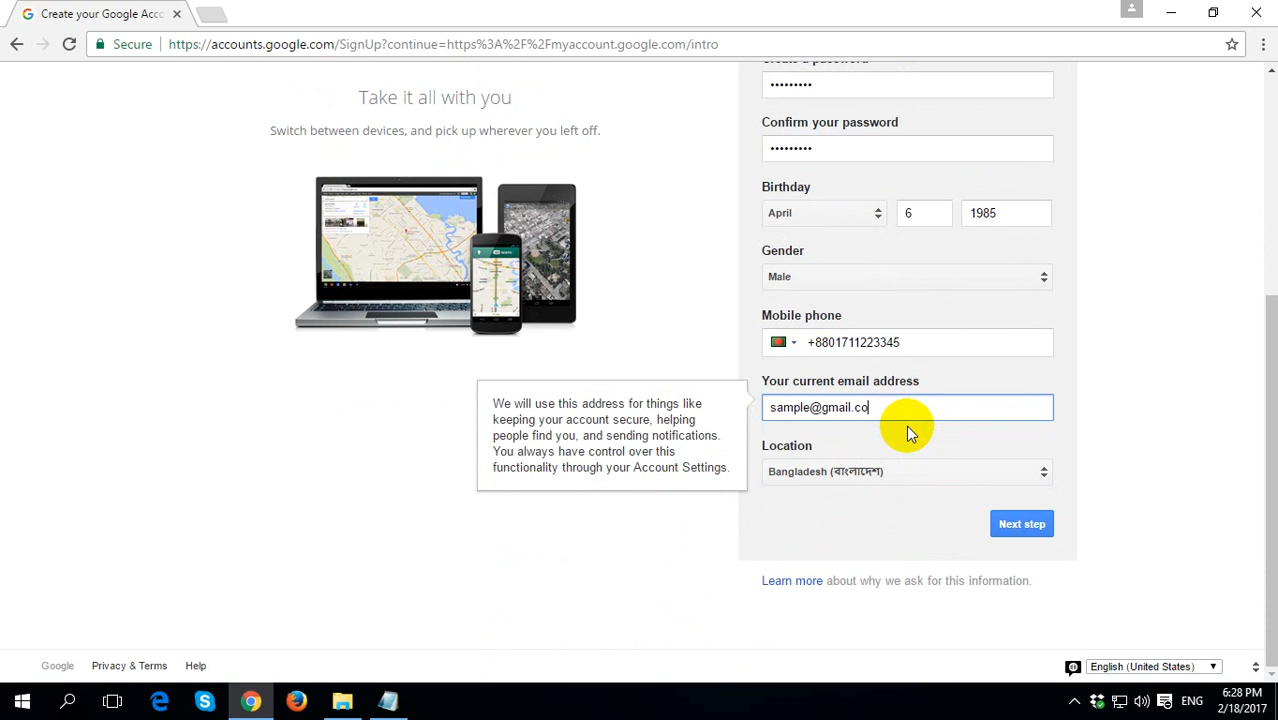 Create your Google Acco
Secure
https://accounts.google.com/SignUp?continue=https%3A%2F%2Fmyaccount.google.com/intro
Create a password
•••••••••
Take it all with you
Switch between devices, and pick up wherever you left off.
Confirm your password
•••••••••
Birthday
April 6 1985
Gender
Male
Mobile phone
+8801711223345
Your current email address
sample@gmail.co
We will use this address for things like
keeping your account secure, helping
people find you, and sending notifications.
You always have control over this
functionality through your Account Settings.
Location
Bangladesh (বাংলাদেশ)
Next step
Learn more about why we ask for this information.
Google Privacy & Terms Help
English (United States)
ENG
6:28 PM
2/18/2017